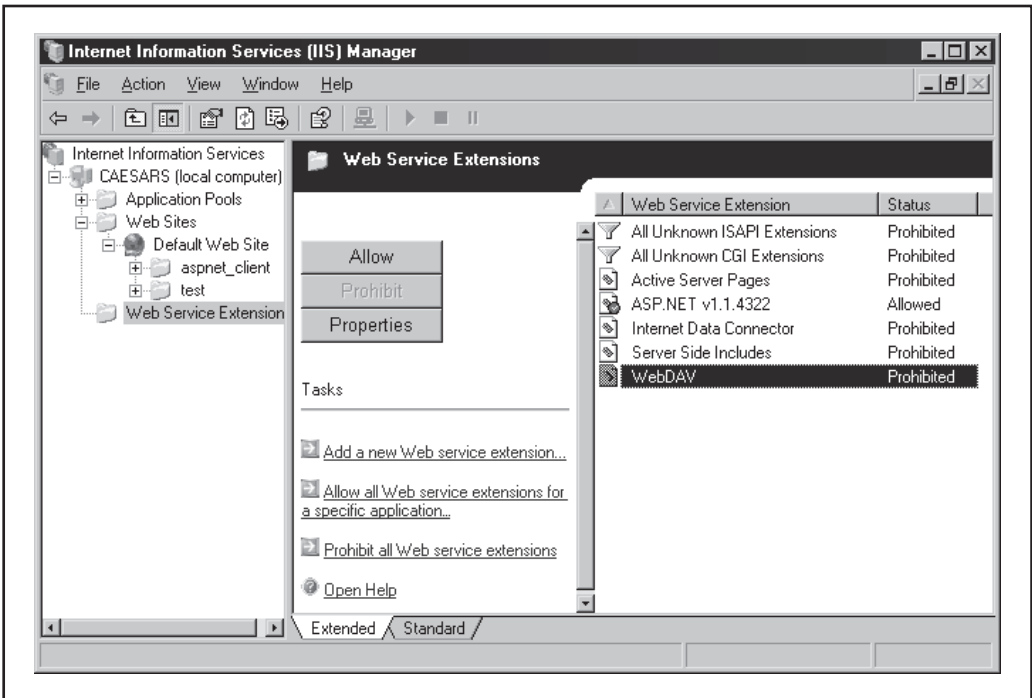 Internet Information Services (IIS) Manager
File Action View Window Help
Internet Information Services
CAESARS (local computer)
Application Pools
Web Sites
Default Web Site
aspnet_client
test
Web Service Extension
Web Service Extensions
Allow
Prohibit
Properties
Tasks
Add a new Web service extension...
Allow all Web service extensions for
a specific application...
Prohibit all Web service extensions
Open Help
Web Service Extension Status
All Unknown ISAPI Extensions Prohibited
All Unknown CGI Extensions Prohibited
Active Server Pages Prohibited
ASP.NET v1.1.4322 Allowed
Internet Data Connector Prohibited
Server Side Includes Prohibited
WebDAV Prohibited
Extended Standard